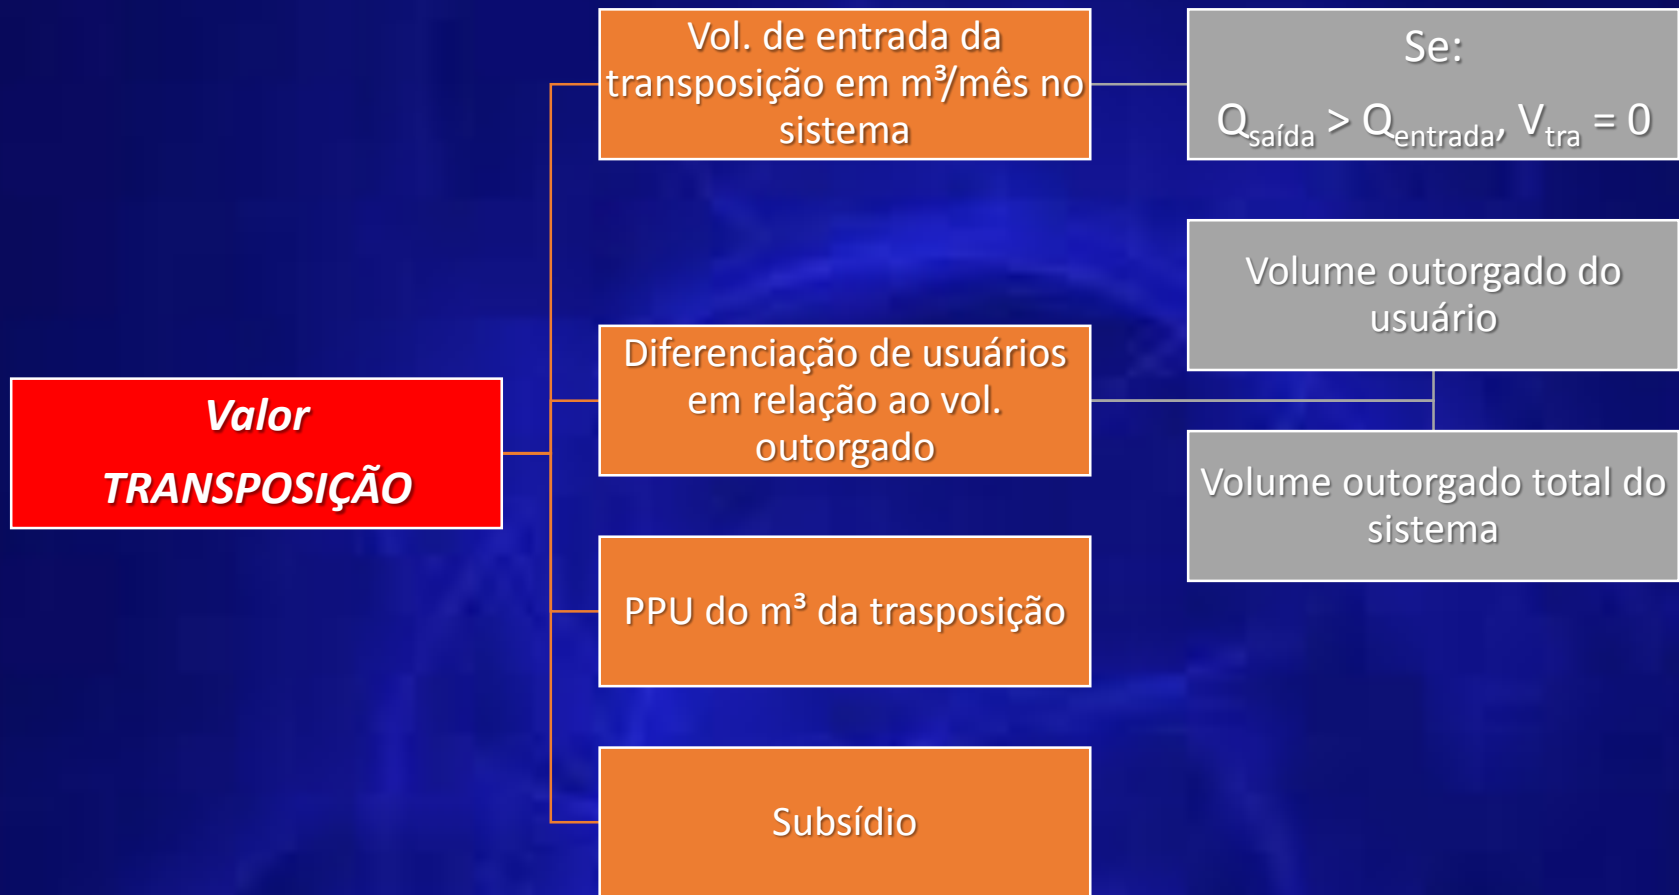 Vol. de entrada da
transposição em m³/mês no
sistema
Se:
Qsaída > Qentrada, Vtra = 0
Volume outorgado do
usuário
Diferenciação de usuários
em relação ao vol.
outorgado
Valor
TRANSPOSIÇÃO
Volume outorgado total do
sistema
PPU do m³ da trasposição
Subsídio